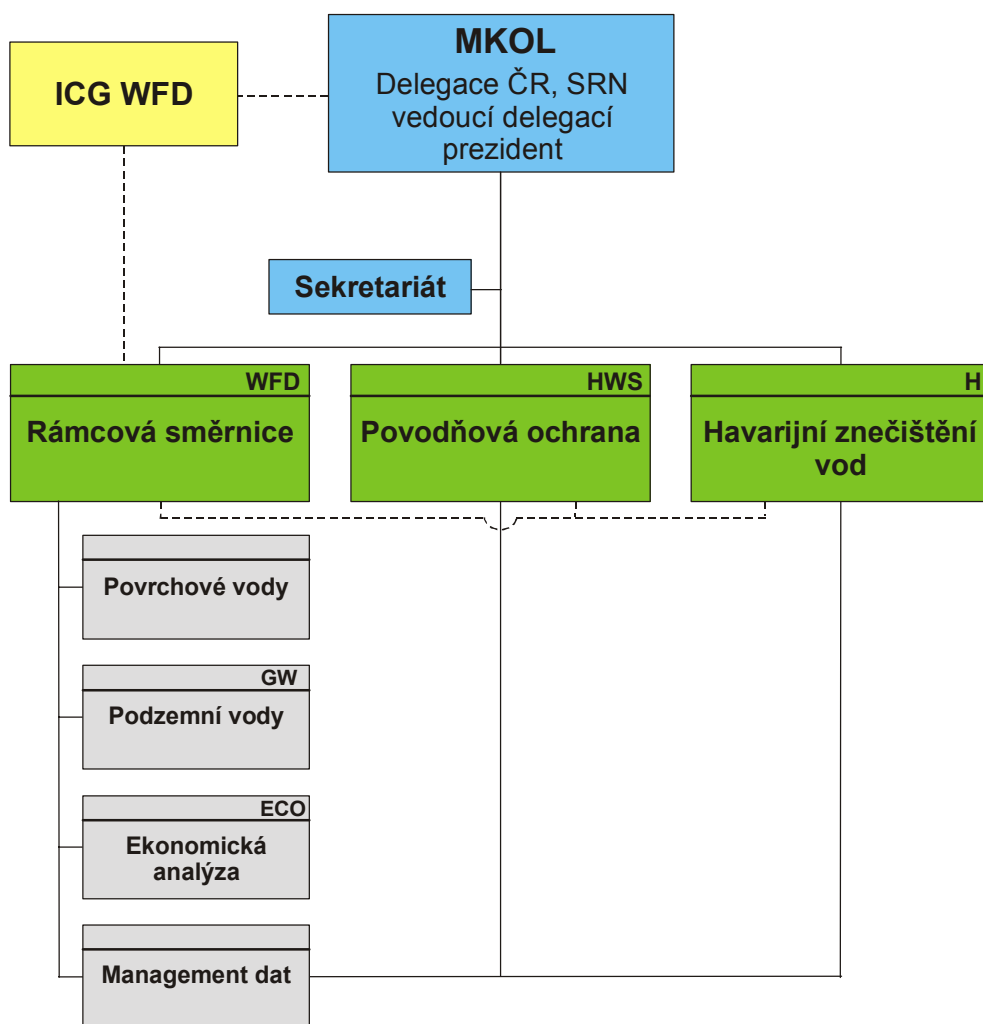 MKOL
Delegace ČR, SRN
vedoucí delegací
prezident
ICG WFD
Sekretariát
WFD
Rámcová směrnice
HWS
Povodňová ochrana
H
Havarijní znečištění
vod
Povrchové vody
GW
Podzemní vody
ECO
Ekonomická
analýza
Management dat